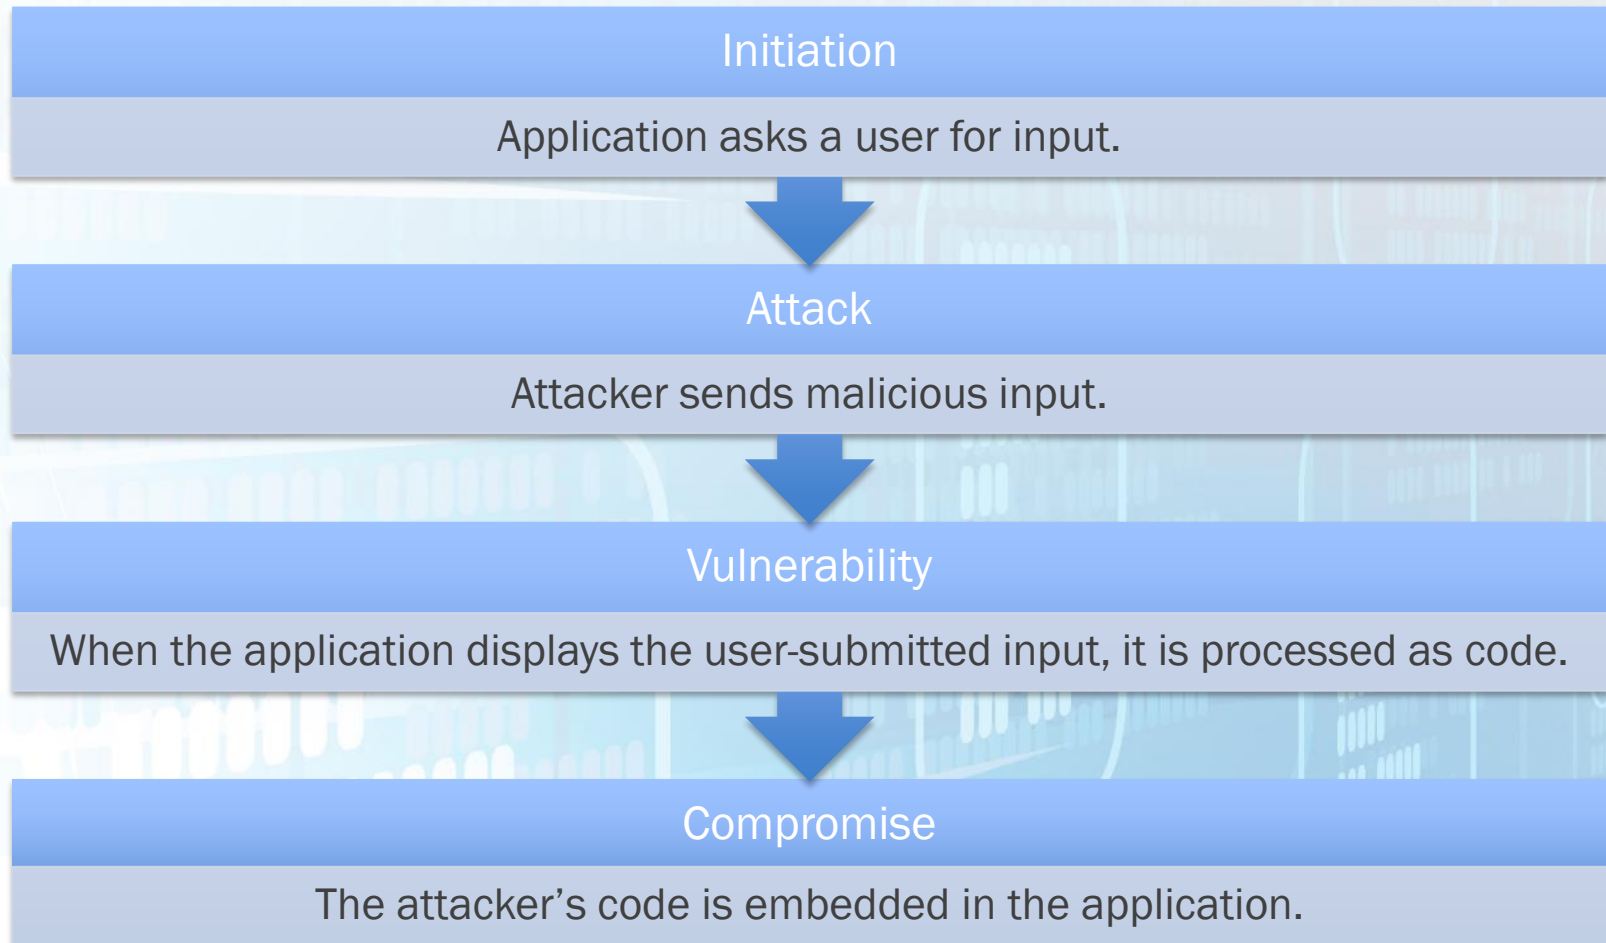 Initiation
Application asks a user for input.
Attack
Attacker sends malicious input.
Vulnerability
When the application displays the user-submitted input, it is processed as code.
Compromise
The attacker’s code is embedded in the application.